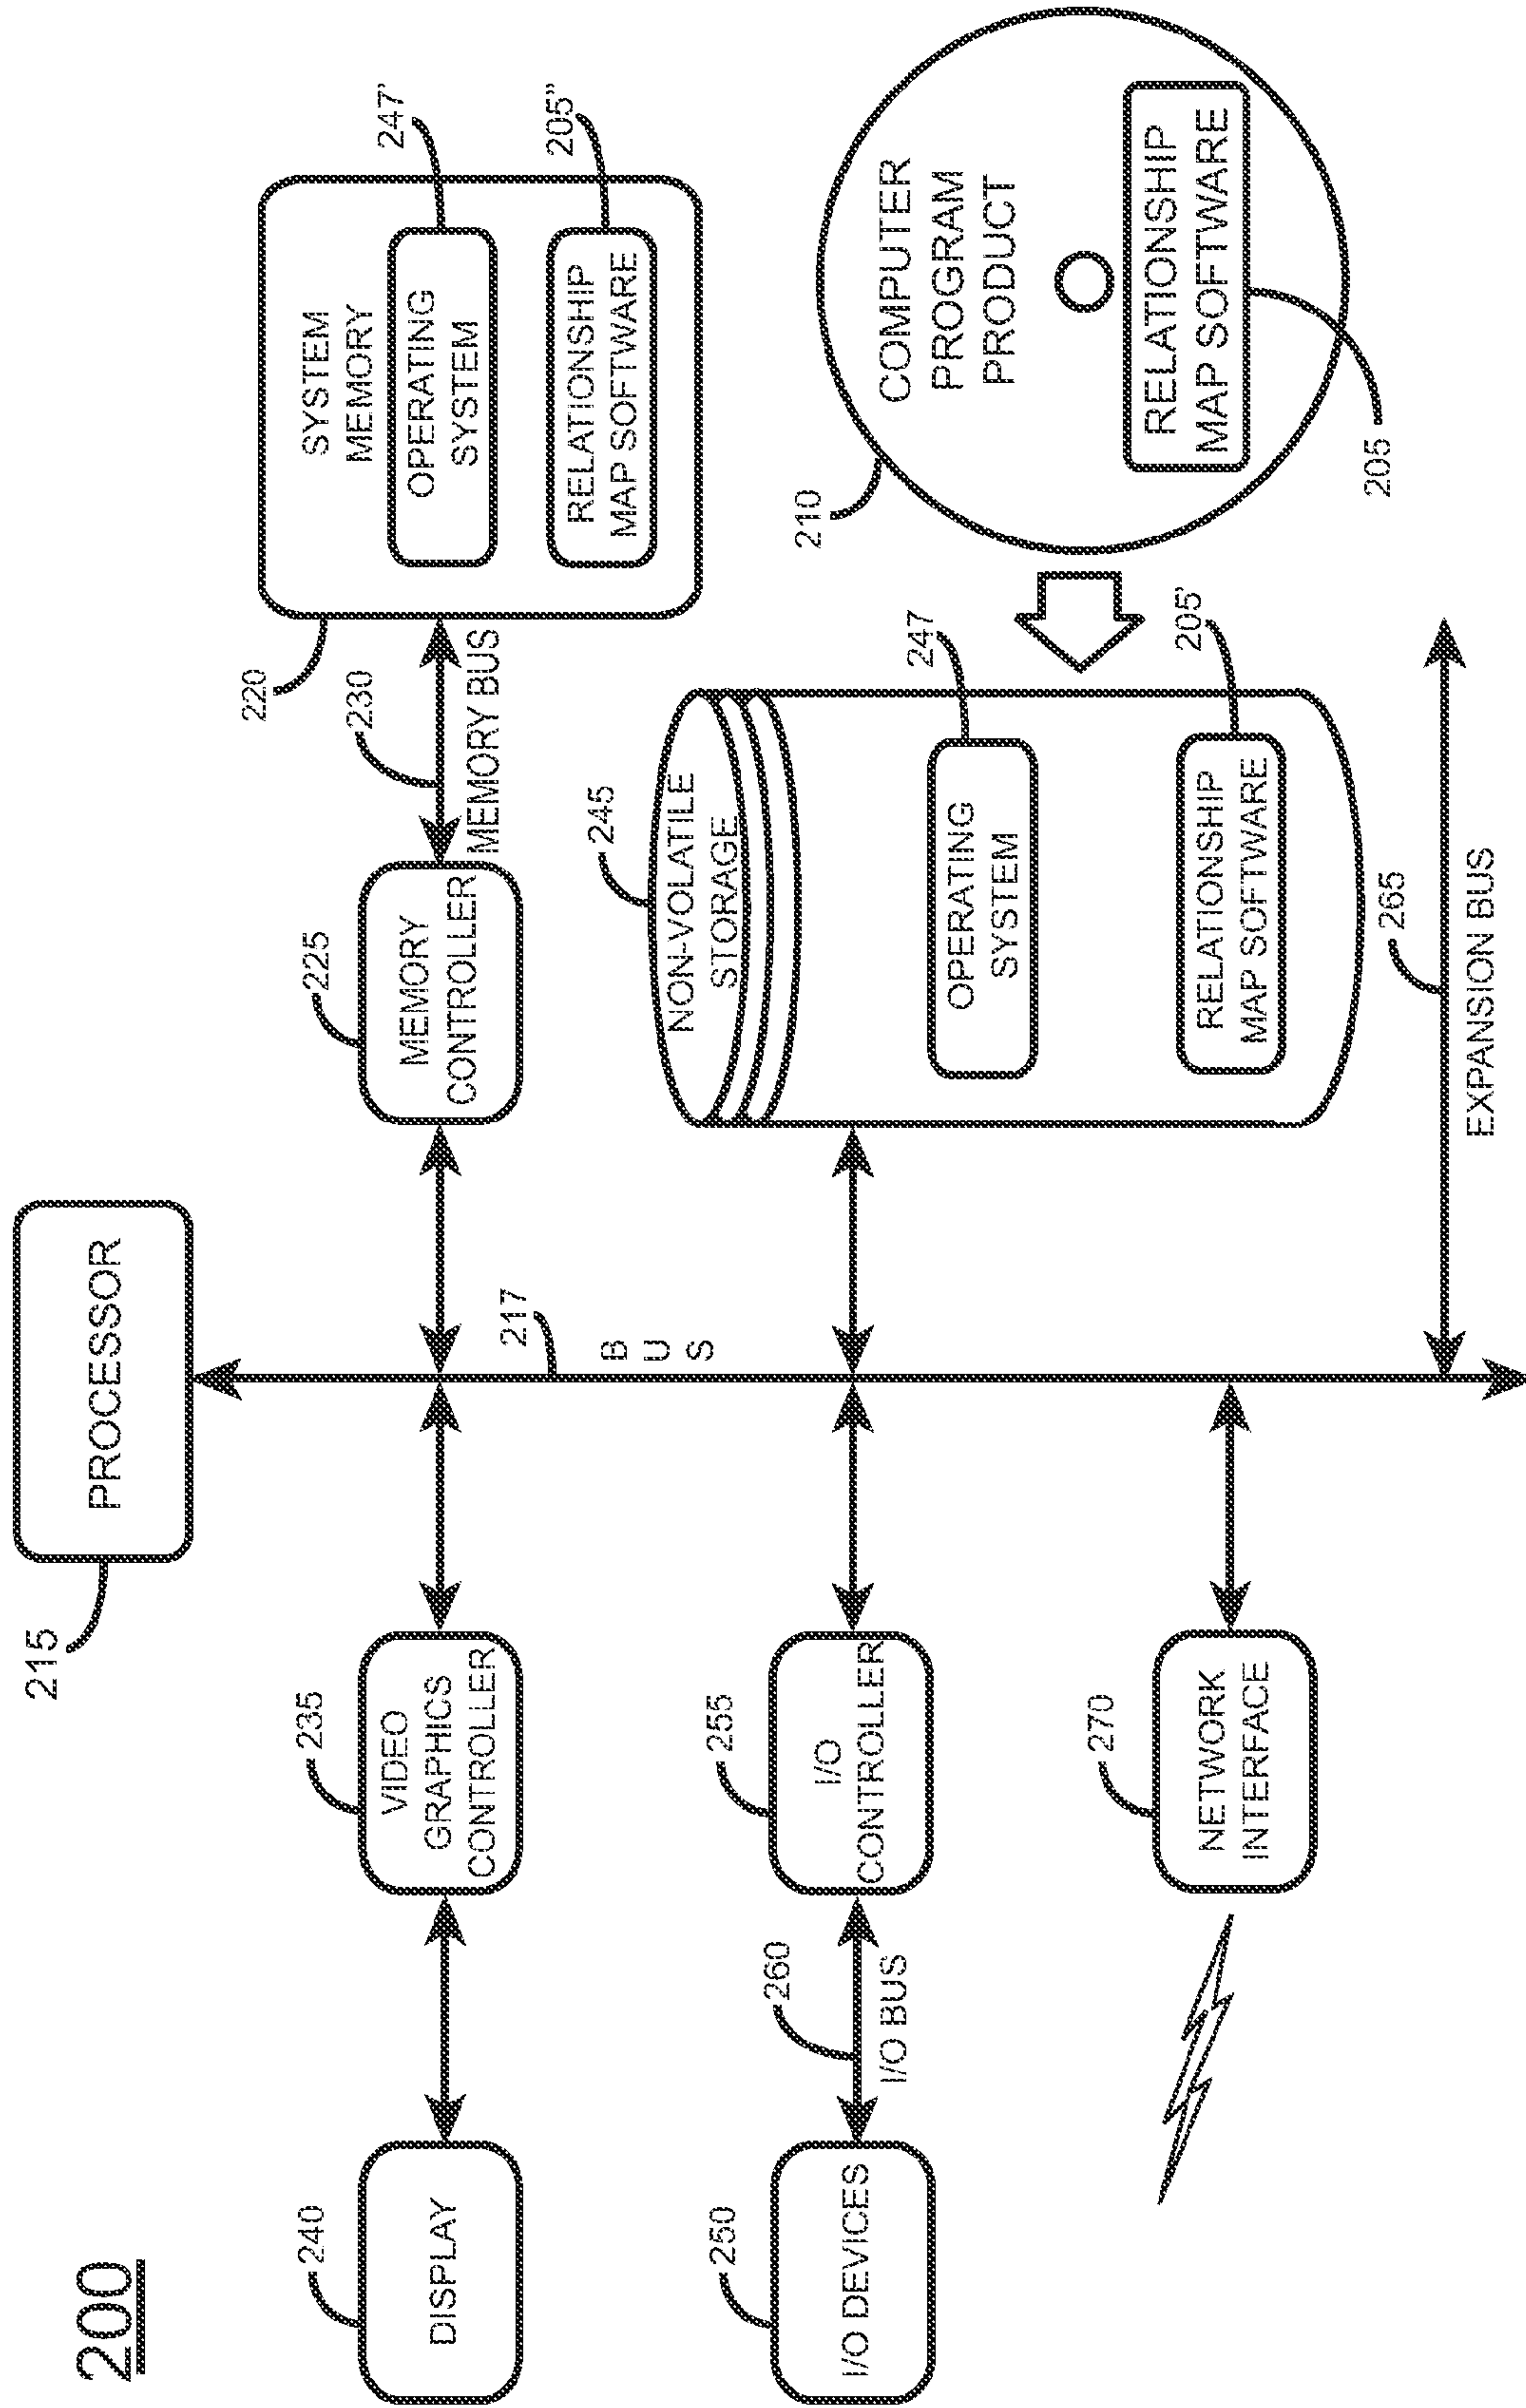 200
215
PROCESSOR
240
DISPLAY
235
VIDEO
GRAPHICS
CONTROLLER
225
MEMORY
CONTROLLER
230
MEMORY BUS
220
SYSTEM
MEMORY
247'
OPERATING
SYSTEM
205''
RELATIONSHIP
MAP SOFTWARE
217
B
U
S
250
I/O DEVICES
260
I/O BUS
255
I/O
CONTROLLER
245
NON-VOLATILE
STORAGE
247
OPERATING
SYSTEM
205'
RELATIONSHIP
MAP SOFTWARE
210
COMPUTER
PROGRAM
PRODUCT
RELATIONSHIP
MAP SOFTWARE
205
270
NETWORK
INTERFACE
265
EXPANSION BUS